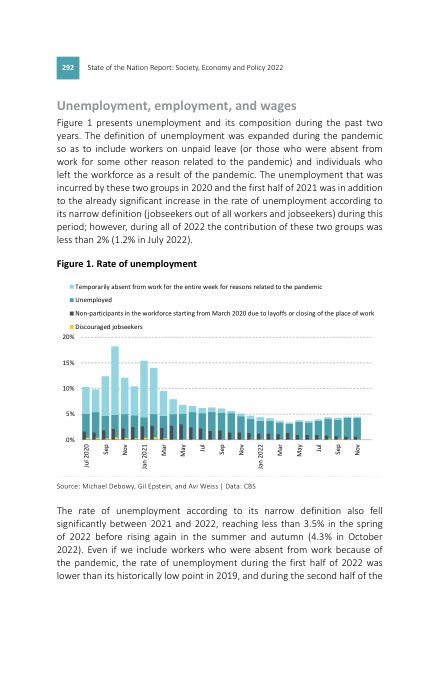 292 State of the Nation Report: Society, Economy and Policy 2022
Unemployment, employment, and wages
Figure 1 presents unemployment and its composition during the past two
years. The definition of unemployment was expanded during the pandemic
so as to include workers on unpaid leave (or those who were absent from
work for some other reason related to the pandemic) and individuals who
left the workforce as a result of the pandemic. The unemployment that was
incurred by these two groups in 2020 and the first half of 2021 was in addition
to the already significant increase in the rate of unemployment according to
its narrow definition (jobseekers out of all workers and jobseekers) during this
period; however, during all of 2022 the contribution of these two groups was
less than 2% (1.2% in July 2022).
Figure 1. Rate of unemployment
Temporarily absent from work for the entire week for reasons related to the pandemic
Unemployed
Non-participants in the workforce starting from March 2020 due to layoffs or closing of the place of work
Discouraged jobseekers
20%
15%
10%
5%
0%
Jul 2020 Sep Nov Jan 2021 Mar May Jul Sep Nov Jan 2022 Mar May Jul Sep Nov
Source: Michael Debowy, Gil Epstein, and Avi Weiss | Data: CBS
The rate of unemployment according to its narrow definition also fell
significantly between 2021 and 2022, reaching less than 3.5% in the spring
of 2022 before rising again in the summer and autumn (4.3% in October
2022). Even if we include workers who were absent from work because of
the pandemic, the rate of unemployment during the first half of 2022 was
lower than its historically low point in 2019, and during the second half of the